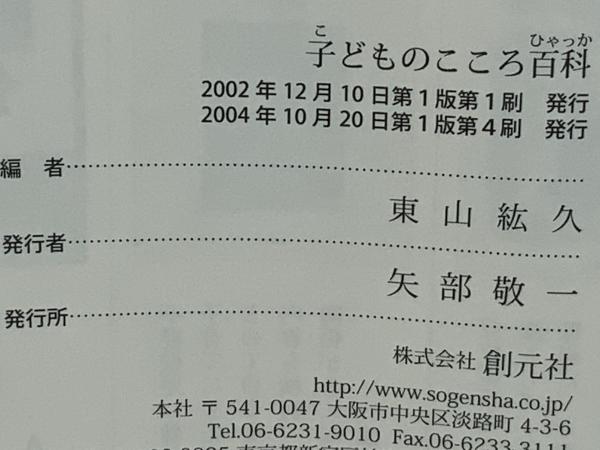 こ ひゃっか
子どものこころ百科
2002年12月10日第1版第1刷 発行
2004年10月20日第1版第4刷 発行
編 者
東山紘久
発行者
矢部敬一
発行所
株式会社 創元社
http://www.sogensha.co.jp/
本社 〒541-0047 大阪市中央区淡路町 4-3-6
Tel.06-6231-9010 Fax.06-6233-3111